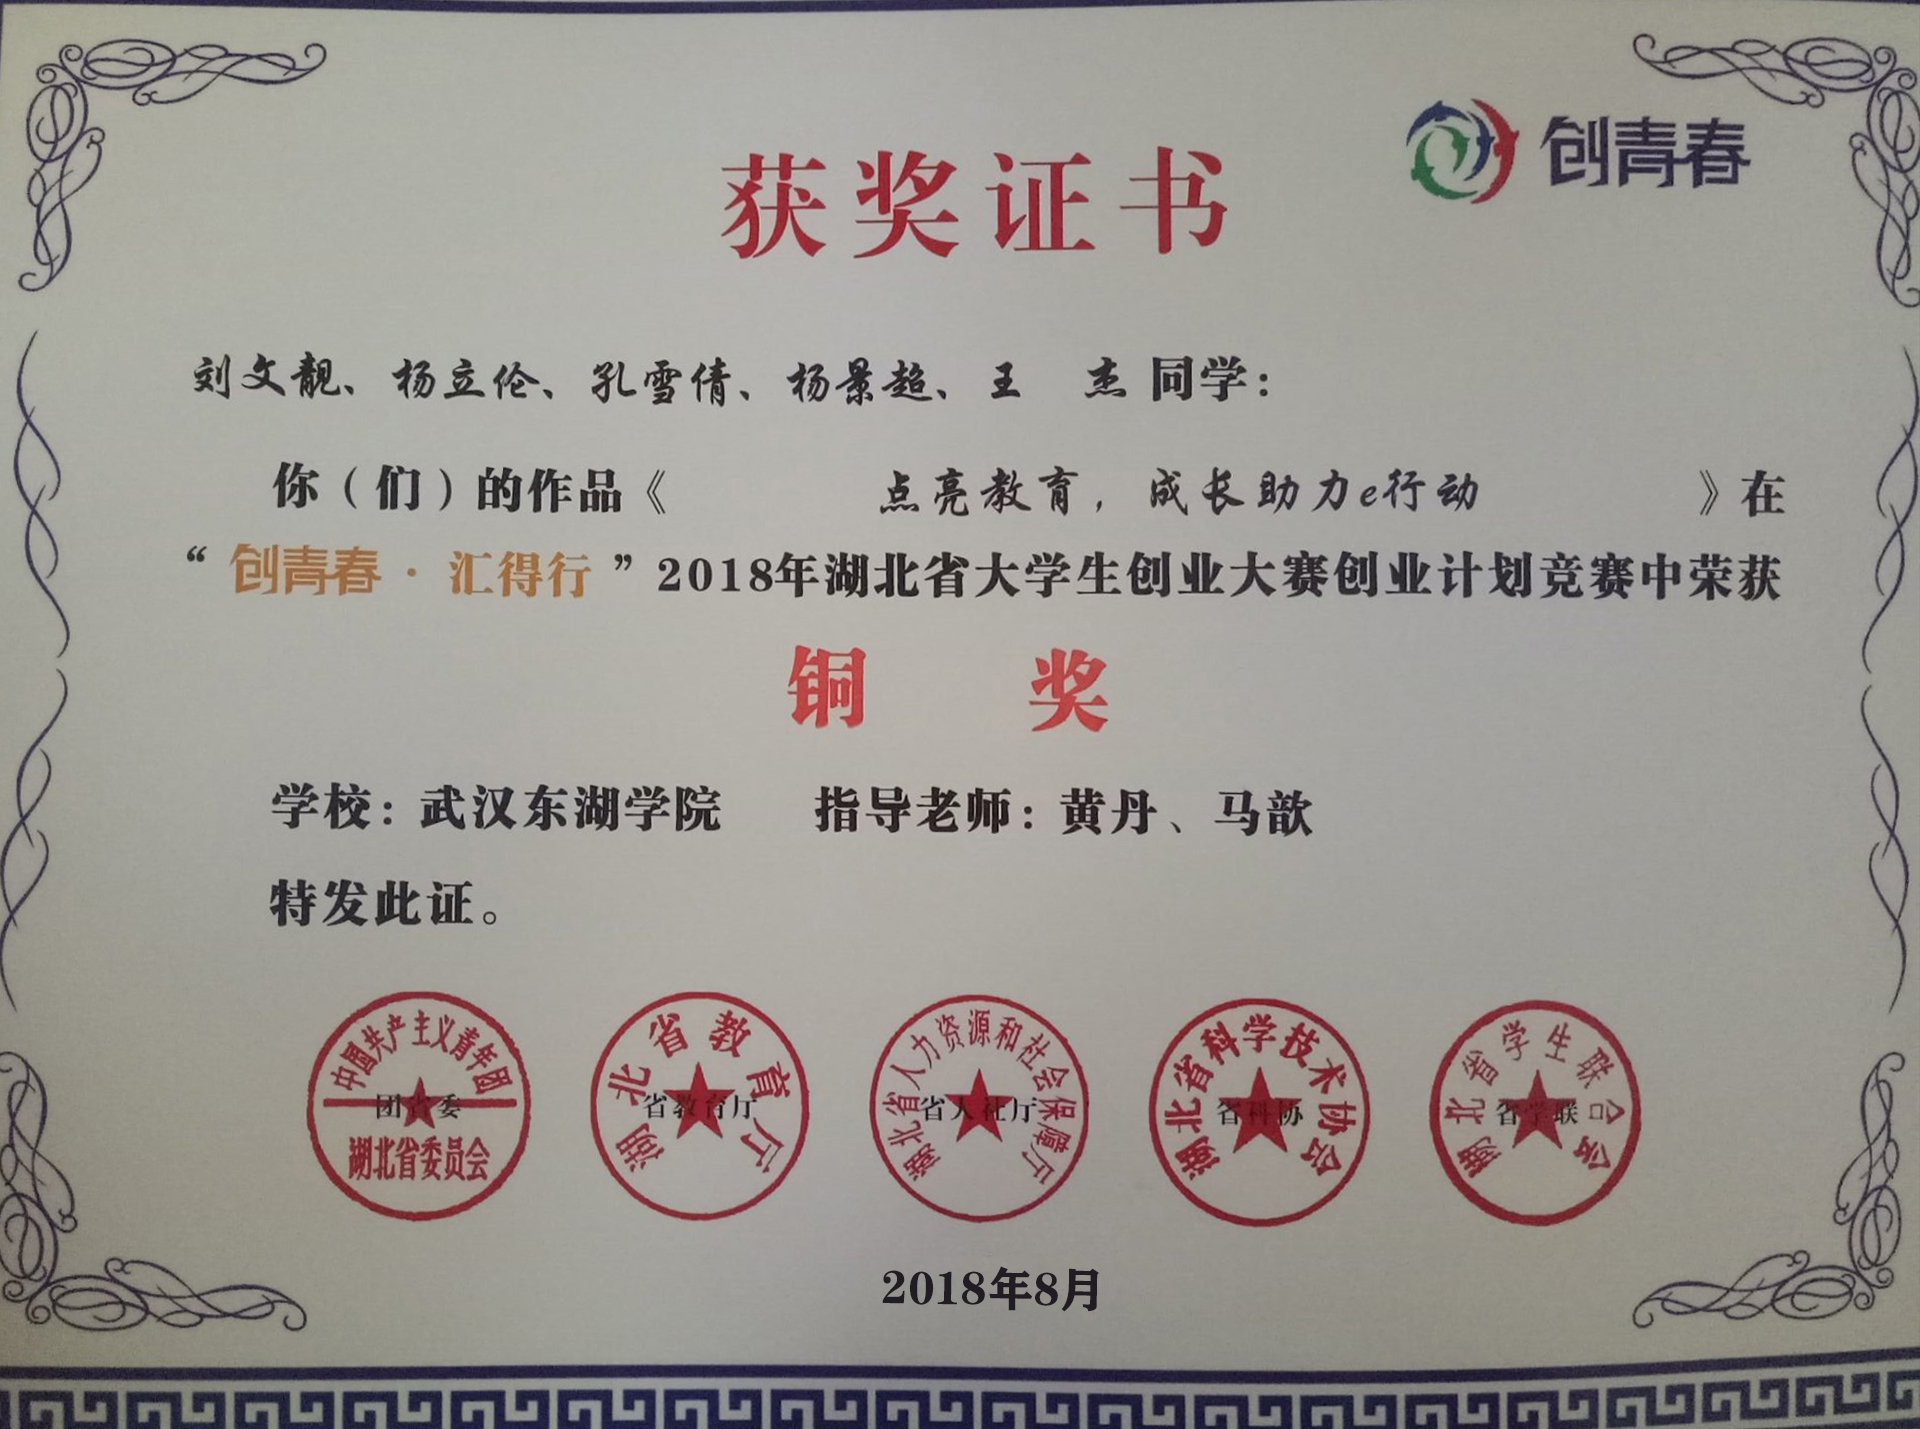 创青春
获奖证书
刘文靓、杨立伦、孔雪倩、杨景超、王 杰 同学：
你（们）的作品《 点亮教育，成长助力e行动 》在
“创青春·汇得行”2018年湖北省大学生创业大赛创业计划竞赛中荣获
铜 奖
学校：武汉东湖学院 指导老师：黄丹、马歆
特发此证。
中国共产主义青年团 湖北省委员会
团省委
湖北省教育厅
省教育厅
湖北省人力资源和社会保障厅
省人社厅
湖北省科学技术协会
省科协
湖北省学生联合会
省学联
2018年8月